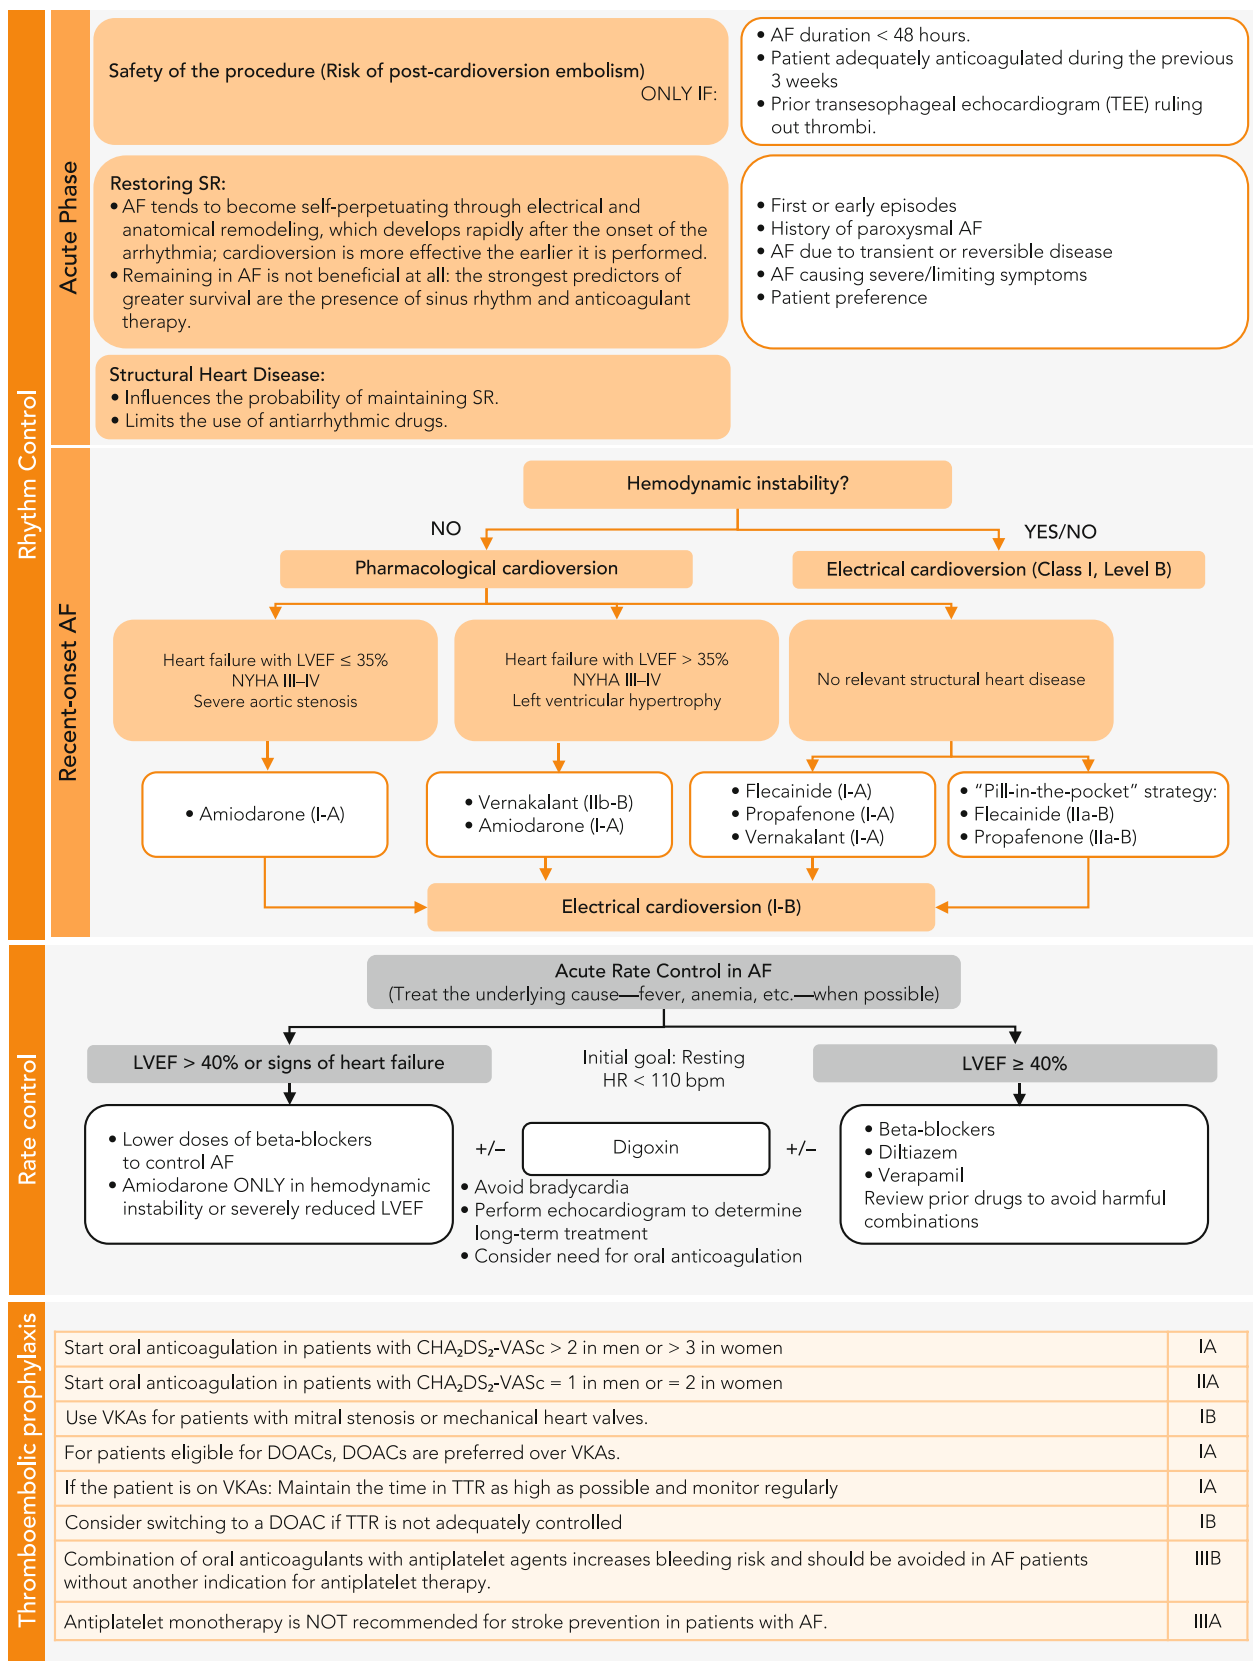 Rhythm Control
Acute Phase
Safety of the procedure (Risk of post-cardioversion embolism)
ONLY IF:
• AF duration < 48 hours.
• Patient adequately anticoagulated during the previous
3 weeks
• Prior transesophageal echocardiogram (TEE) ruling
out thrombi.
Restoring SR:
• AF tends to become self-perpetuating through electrical and
anatomical remodeling, which develops rapidly after the onset of the
arrhythmia; cardioversion is more effective the earlier it is performed.
• Remaining in AF is not beneficial at all: the strongest predictors of
greater survival are the presence of sinus rhythm and anticoagulant
therapy.
• First or early episodes
• History of paroxysmal AF
• AF due to transient or reversible disease
• AF causing severe/limiting symptoms
• Patient preference
Structural Heart Disease:
• Influences the probability of maintaining SR.
• Limits the use of antiarrhythmic drugs.
Recent-onset AF
Hemodynamic instability?
NO
YES/NO
Pharmacological cardioversion
Electrical cardioversion (Class I, Level B)
Heart failure with LVEF ≤ 35%
NYHA III–IV
Severe aortic stenosis
Heart failure with LVEF > 35%
NYHA III–IV
Left ventricular hypertrophy
No relevant structural heart disease
• Amiodarone (I-A)
• Vernakalant (IIb-B)
• Amiodarone (I-A)
• Flecainide (I-A)
• Propafenone (I-A)
• Vernakalant (I-A)
• “Pill-in-the-pocket” strategy:
• Flecainide (IIa-B)
• Propafenone (IIa-B)
Electrical cardioversion (I-B)
Rate control
Acute Rate Control in AF
(Treat the underlying cause—fever, anemia, etc.—when possible)
LVEF > 40% or signs of heart failure
Initial goal: Resting
HR < 110 bpm
LVEF ≥ 40%
• Lower doses of beta-blockers
to control AF
• Amiodarone ONLY in hemodynamic
instability or severely reduced LVEF
+/–
Digoxin
+/–
• Avoid bradycardia
• Perform echocardiogram to determine
long-term treatment
• Consider need for oral anticoagulation
• Beta-blockers
• Diltiazem
• Verapamil
Review prior drugs to avoid harmful
combinations
Thromboembolic prophylaxis
Start oral anticoagulation in patients with CHA₂DS₂-VASc > 2 in men or > 3 in women IA
Start oral anticoagulation in patients with CHA₂DS₂-VASc = 1 in men or = 2 in women IIA
Use VKAs for patients with mitral stenosis or mechanical heart valves. IB
For patients eligible for DOACs, DOACs are preferred over VKAs. IA
If the patient is on VKAs: Maintain the time in TTR as high as possible and monitor regularly IA
Consider switching to a DOAC if TTR is not adequately controlled IB
Combination of oral anticoagulants with antiplatelet agents increases bleeding risk and should be avoided in AF patients IIIB
without another indication for antiplatelet therapy.
Antiplatelet monotherapy is NOT recommended for stroke prevention in patients with AF. IIIA